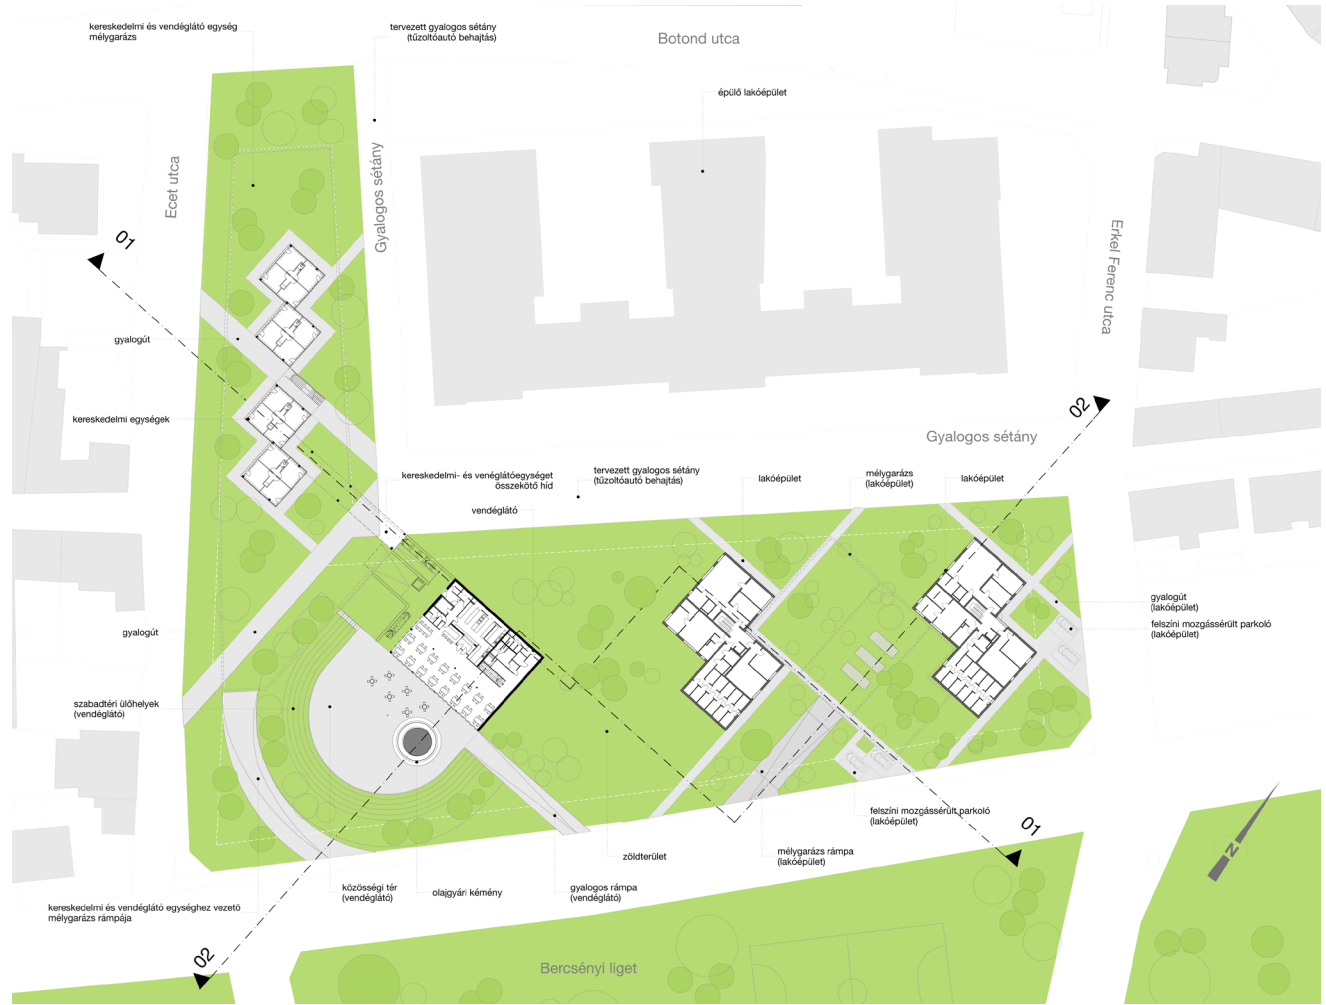 kereskedelmi és vendéglátó egység
mélygarázs
tervezett gyalogos sétány
(tűzoltóautó behajtás)
Botond utca
épülő lakóépület
Ecet utca
Gyalogos sétány
Erkel Ferenc utca
01
gyalogút
kereskedelmi egységek
02
Gyalogos sétány
kereskedelmi- és venéglátóegységet
összekötő híd
tervezett gyalogos sétány
(tűzoltóautó behajtás)
lakóépület
mélygarázs
(lakóépület)
lakóépület
vendéglátó
gyalogút
(lakóépület)
felszíni mozgássérült parkoló
(lakóépület)
gyalogút
szabadtéri ülőhelyek
(vendéglátó)
felszíni mozgássérült parkoló
(lakóépület)
01
N
zöldterület
mélygarázs rámpa
(lakóépület)
közösségi tér
(vendéglátó)
olajgyári kémény
gyalogos rámpa
(vendéglátó)
kereskedelmi és vendéglátó egységhez vezető
mélygarázs rámpája
02
Bercsényi liget